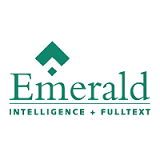 Emerald
INTELLIGENCE + FULLTEXT